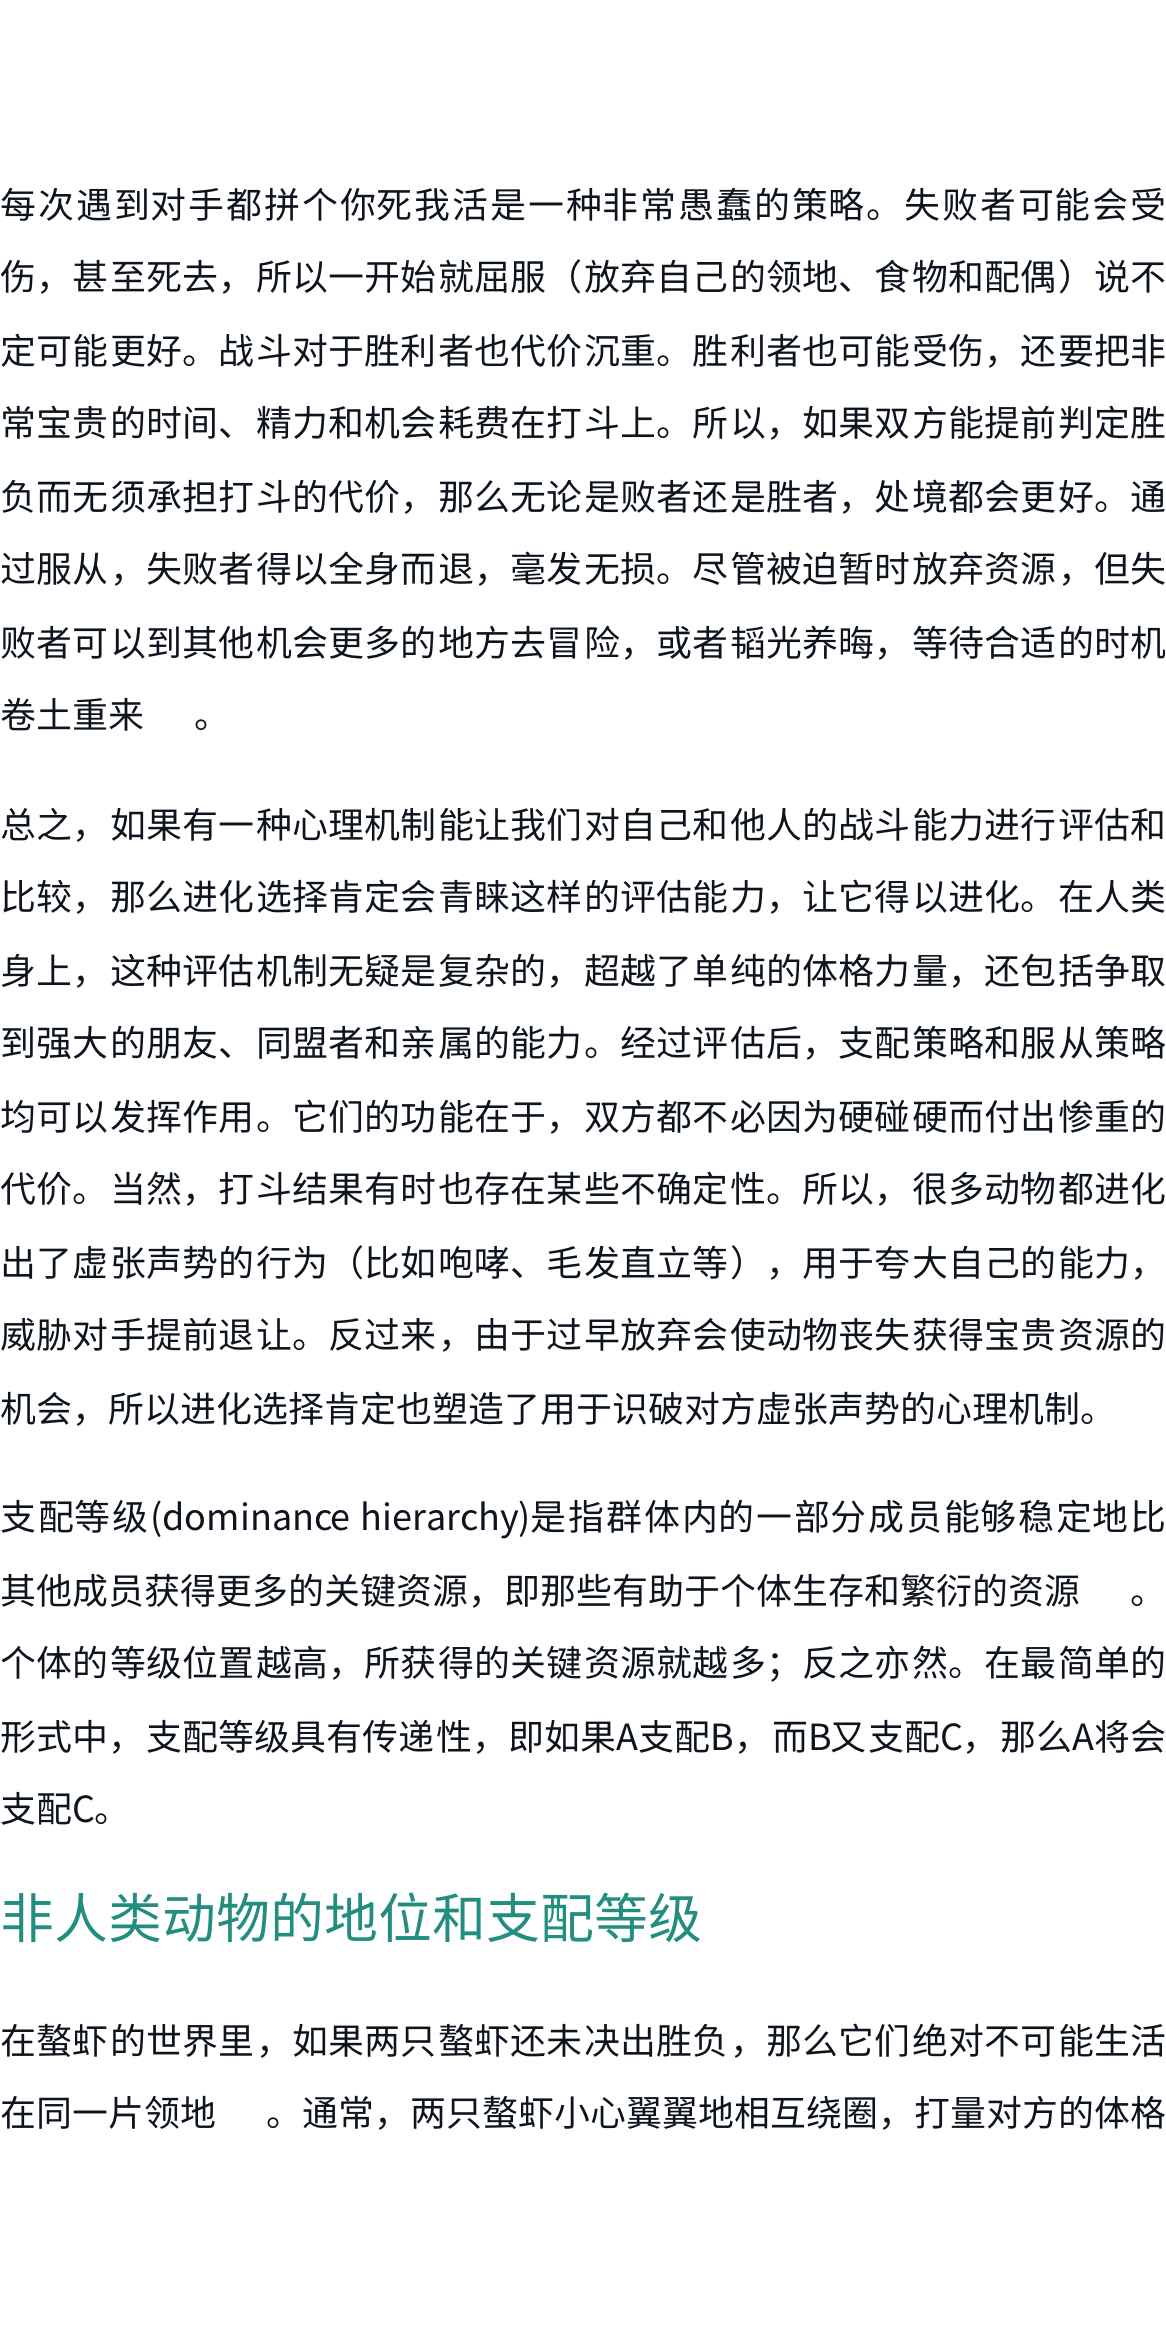 每次遇到对手都拼个你死我活是一种非常愚蠢的策略。失败者可能会受
伤，甚至死去，所以一开始就屈服（放弃自己的领地、食物和配偶）说不
定可能更好。战斗对于胜利者也代价沉重。胜利者也可能受伤，还要把非
常宝贵的时间、精力和机会耗费在打斗上。所以，如果双方能提前判定胜
负而无须承担打斗的代价，那么无论是败者还是胜者，处境都会更好。通
过服从，失败者得以全身而退，毫发无损。尽管被迫暂时放弃资源，但失
败者可以到其他机会更多的地方去冒险，或者韬光养晦，等待合适的时机
卷土重来 。
总之，如果有一种心理机制能让我们对自己和他人的战斗能力进行评估和
比较，那么进化选择肯定会青睐这样的评估能力，让它得以进化。在人类
身上，这种评估机制无疑是复杂的，超越了单纯的体格力量，还包括争取
到强大的朋友、同盟者和亲属的能力。经过评估后，支配策略和服从策略
均可以发挥作用。它们的功能在于，双方都不必因为硬碰硬而付出惨重的
代价。当然，打斗结果有时也存在某些不确定性。所以，很多动物都进化
出了虚张声势的行为（比如咆哮、毛发直立等），用于夸大自己的能力，
威胁对手提前退让。反过来，由于过早放弃会使动物丧失获得宝贵资源的
机会，所以进化选择肯定也塑造了用于识破对方虚张声势的心理机制。
支配等级(dominance hierarchy)是指群体内的一部分成员能够稳定地比
其他成员获得更多的关键资源，即那些有助于个体生存和繁衍的资源 。
个体的等级位置越高，所获得的关键资源就越多；反之亦然。在最简单的
形式中，支配等级具有传递性，即如果A支配B，而B又支配C，那么A将会
支配C。
非人类动物的地位和支配等级
在螯虾的世界里，如果两只螯虾还未决出胜负，那么它们绝对不可能生活
在同一片领地 。通常，两只螯虾小心翼翼地相互绕圈，打量对方的体格